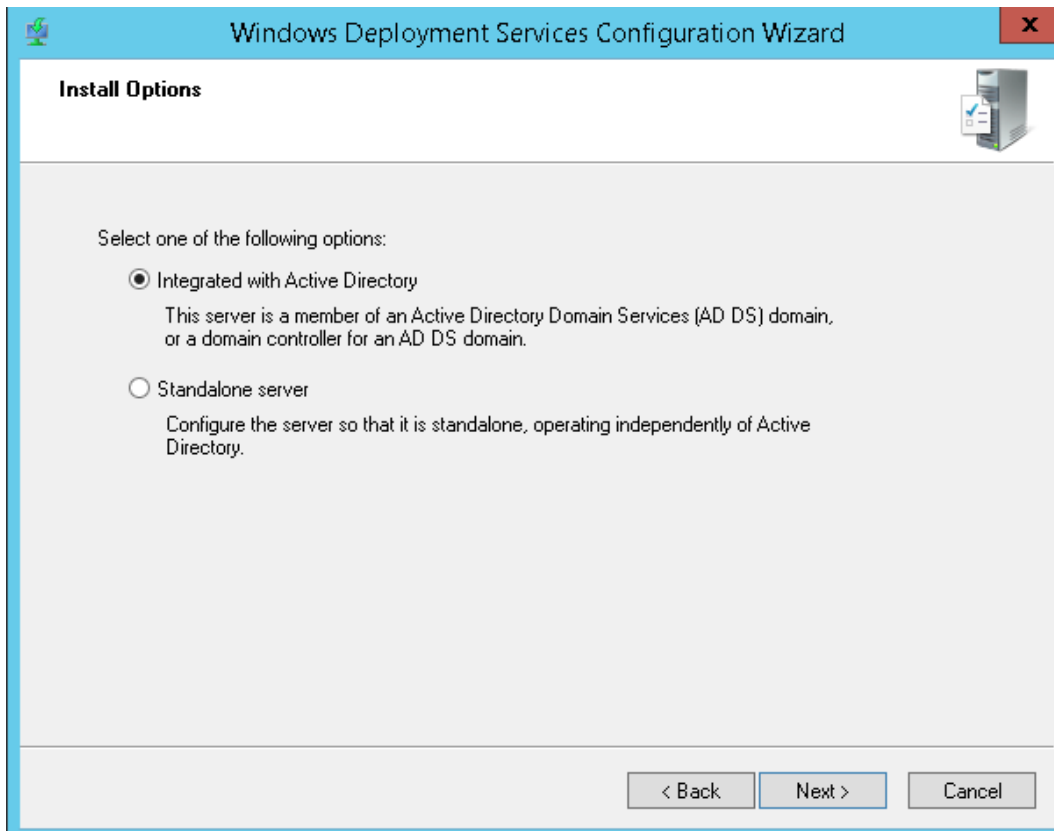 Windows Deployment Services Configuration Wizard
x
Install Options
Select one of the following options:
Integrated with Active Directory
This server is a member of an Active Directory Domain Services (AD DS) domain,
or a domain controller for an AD DS domain.
Standalone server
Configure the server so that it is standalone, operating independently of Active
Directory.
< Back
Next >
Cancel